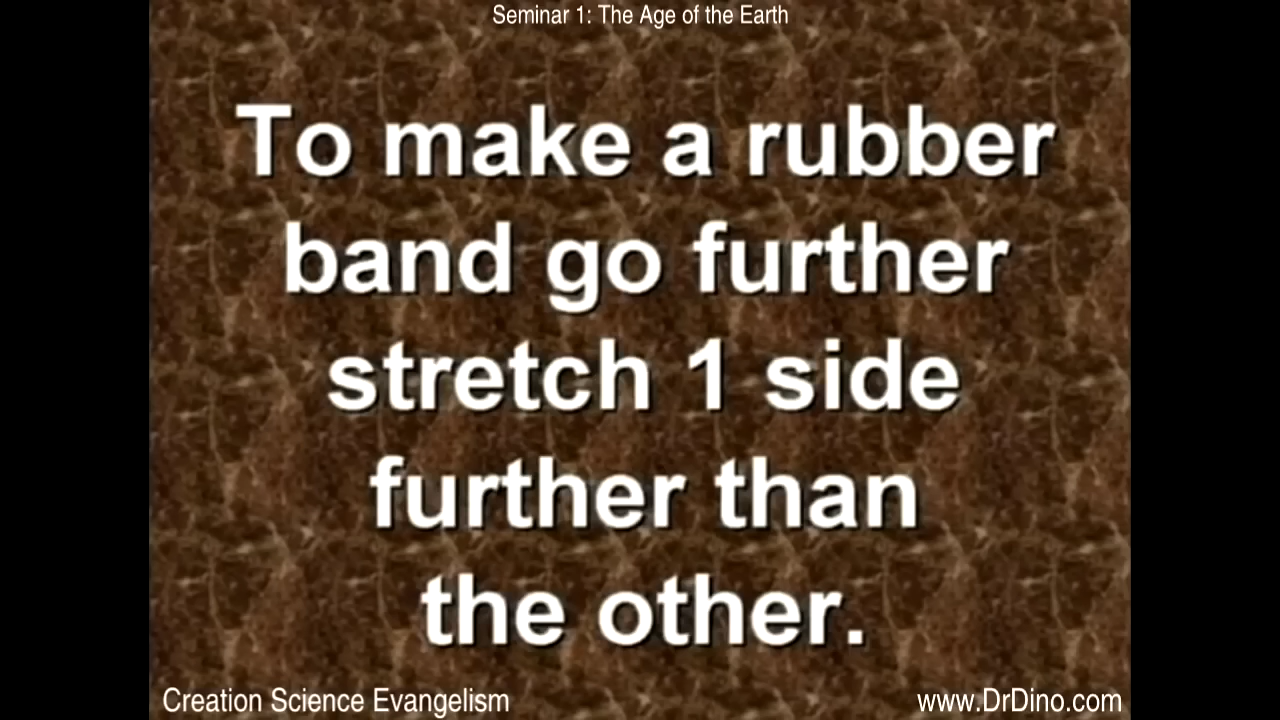 Seminar 1: The Age of the Earth
To make a rubber
band go further
stretch 1 side
further than
the other.
Creation Science Evangelism
www.DrDino.com